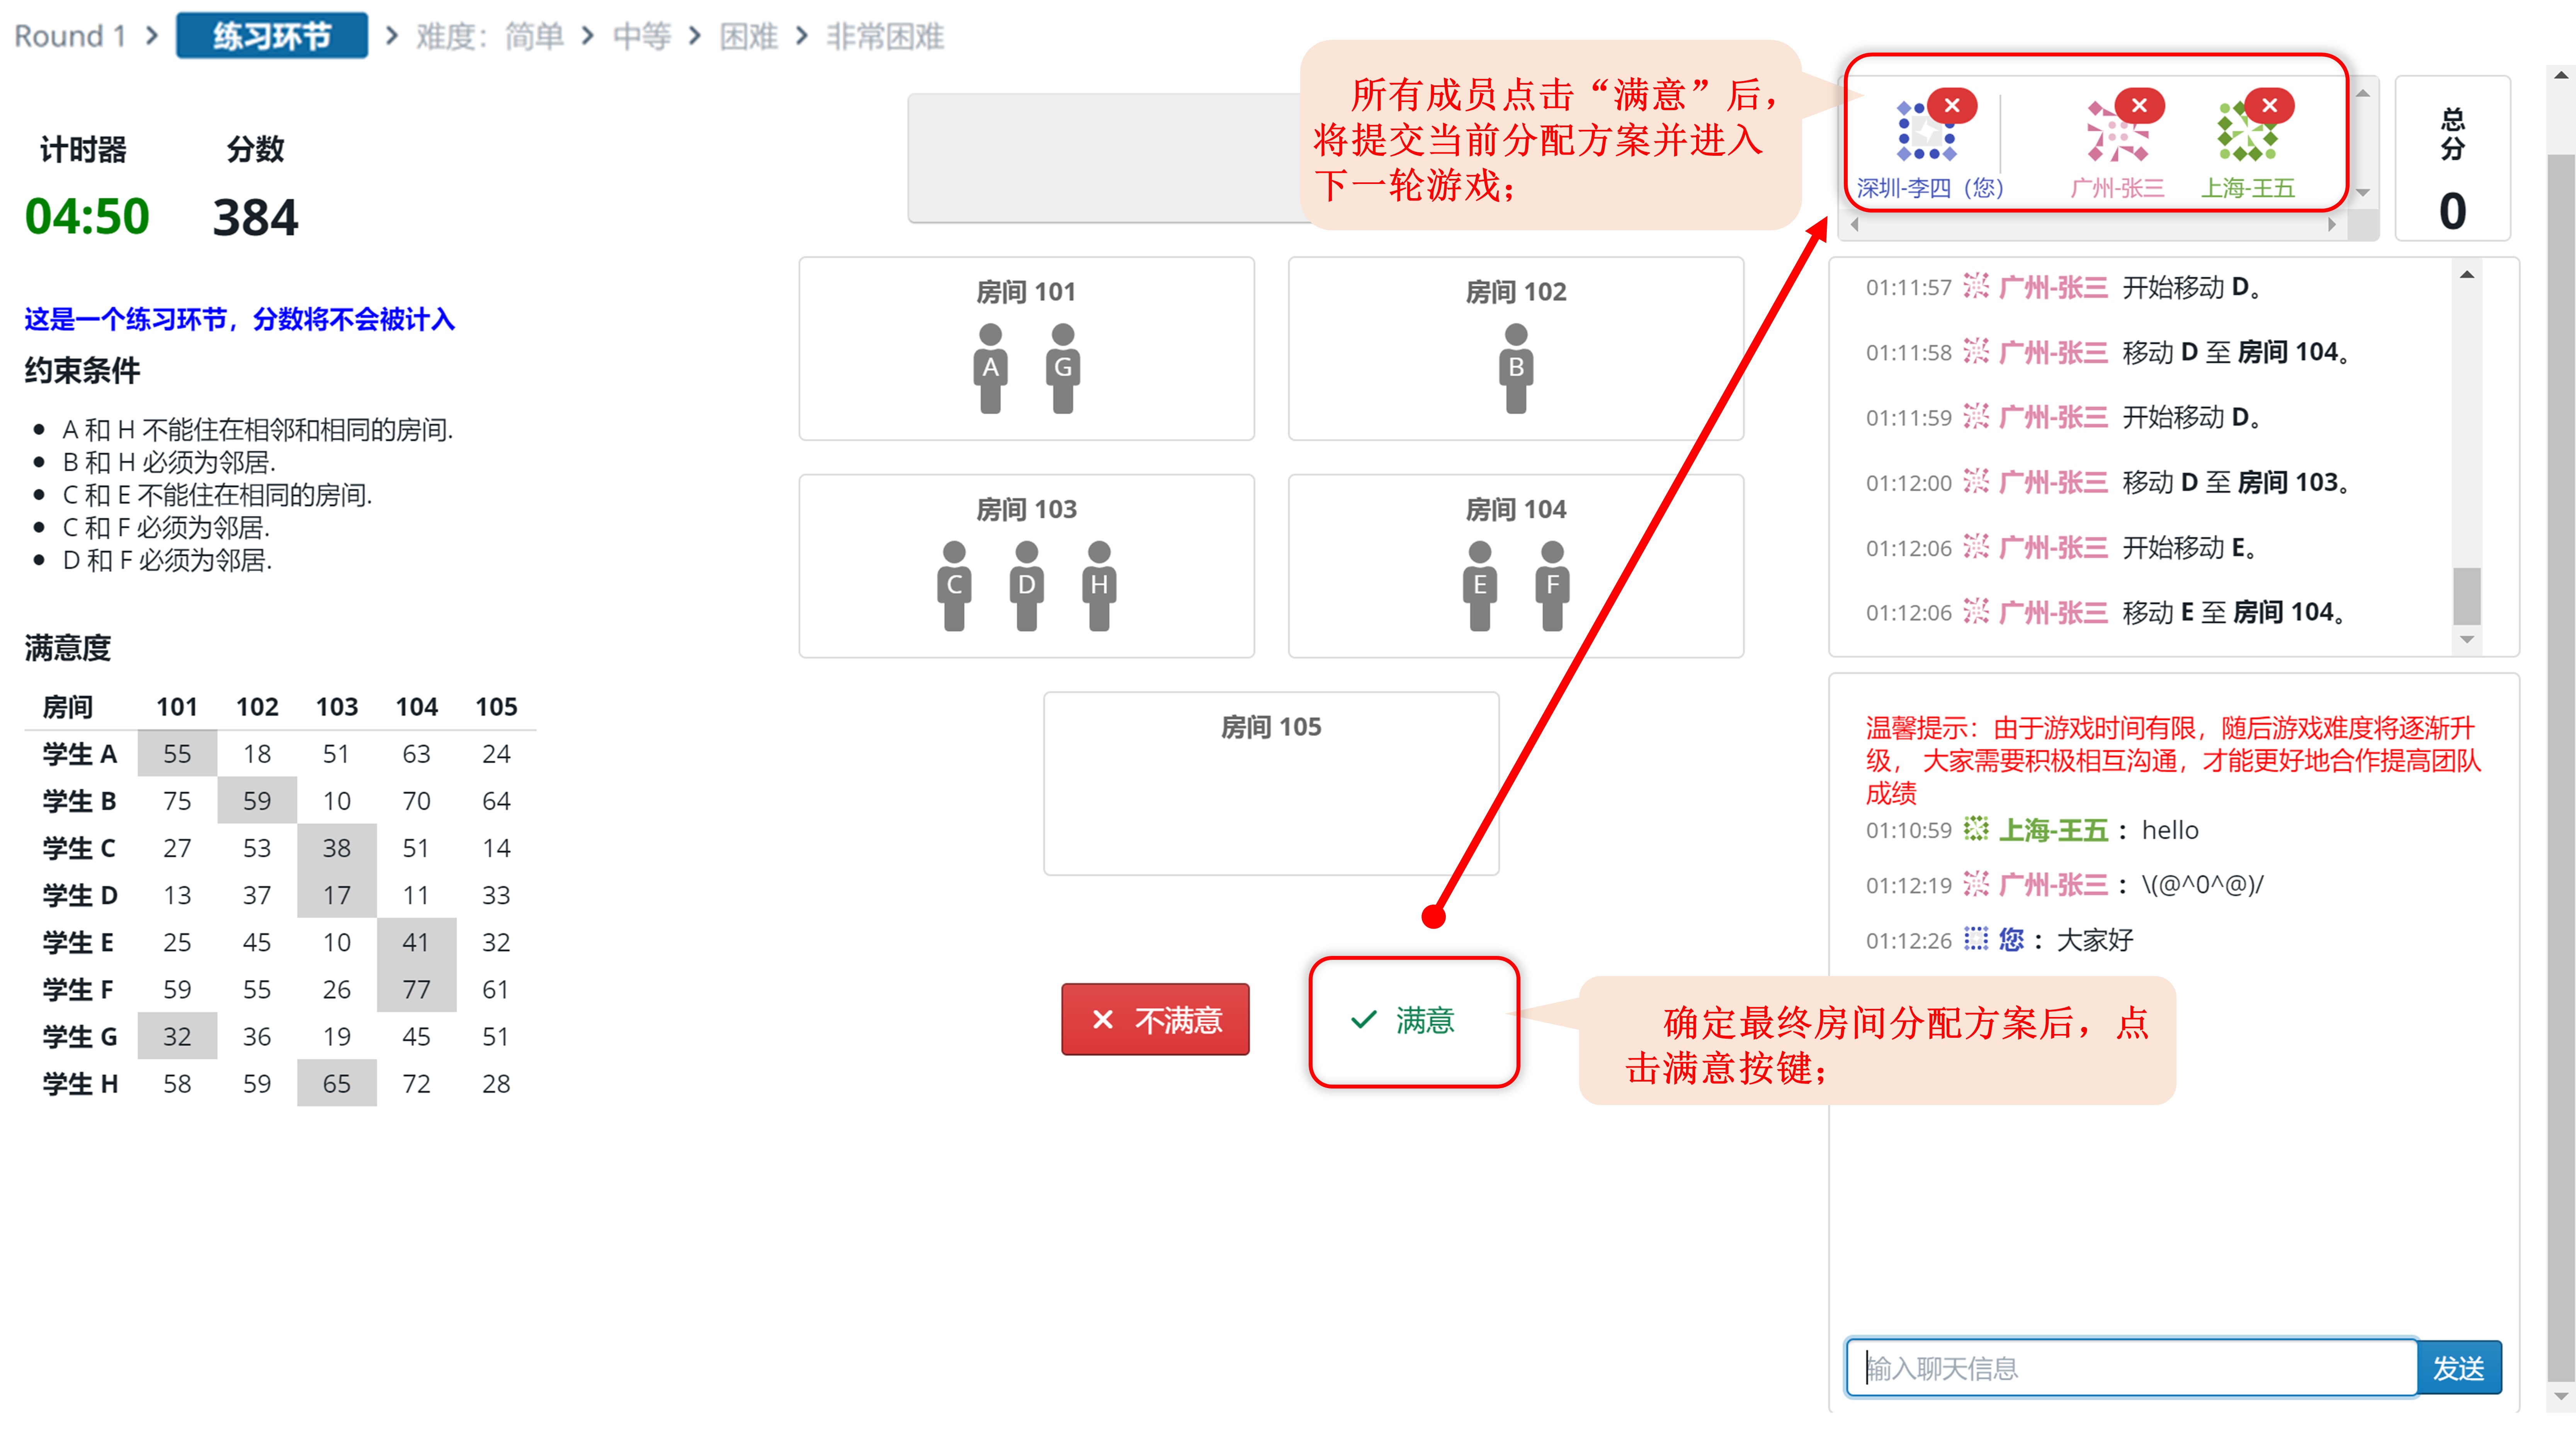 Round 1 > 练习环节 > 难度：简单 > 中等 > 困难 > 非常困难
计时器 分数
04:50 384
这是一个练习环节，分数将不会被计入
约束条件
• A 和 H 不能住在相邻和相同的房间.
• B 和 H 必须为邻居.
• C 和 E 不能住在相同的房间.
• C 和 F 必须为邻居.
• D 和 F 必须为邻居.
满意度
房间 101 102 103 104 105
学生 A 55 18 51 63 24
学生 B 75 59 10 70 64
学生 C 27 53 38 51 14
学生 D 13 37 17 11 33
学生 E 25 45 10 41 32
学生 F 59 55 26 77 61
学生 G 32 36 19 45 51
学生 H 58 59 65 72 28
所有成员点击“满意”后，
将提交当前分配方案并进入
下一轮游戏；
房间 101
A G
房间 102
B
房间 103
C D H
房间 104
E F
房间 105
不满意
满意
确定最终房间分配方案后，点
击满意按键；
深圳-李四（您） 广州-张三 上海-王五
总
分
0
01:11:57 广州-张三 开始移动 D。
01:11:58 广州-张三 移动 D 至 房间 104。
01:11:59 广州-张三 开始移动 D。
01:12:00 广州-张三 移动 D 至 房间 103。
01:12:06 广州-张三 开始移动 E。
01:12:06 广州-张三 移动 E 至 房间 104。
温馨提示：由于游戏时间有限，随后游戏难度将逐渐升
级， 大家需要积极相互沟通，才能更好地合作提高团队
成绩
01:10:59 上海-王五： hello
01:12:19 广州-张三： \(@^0^@)/
01:12:26 您： 大家好
输入聊天信息
发送